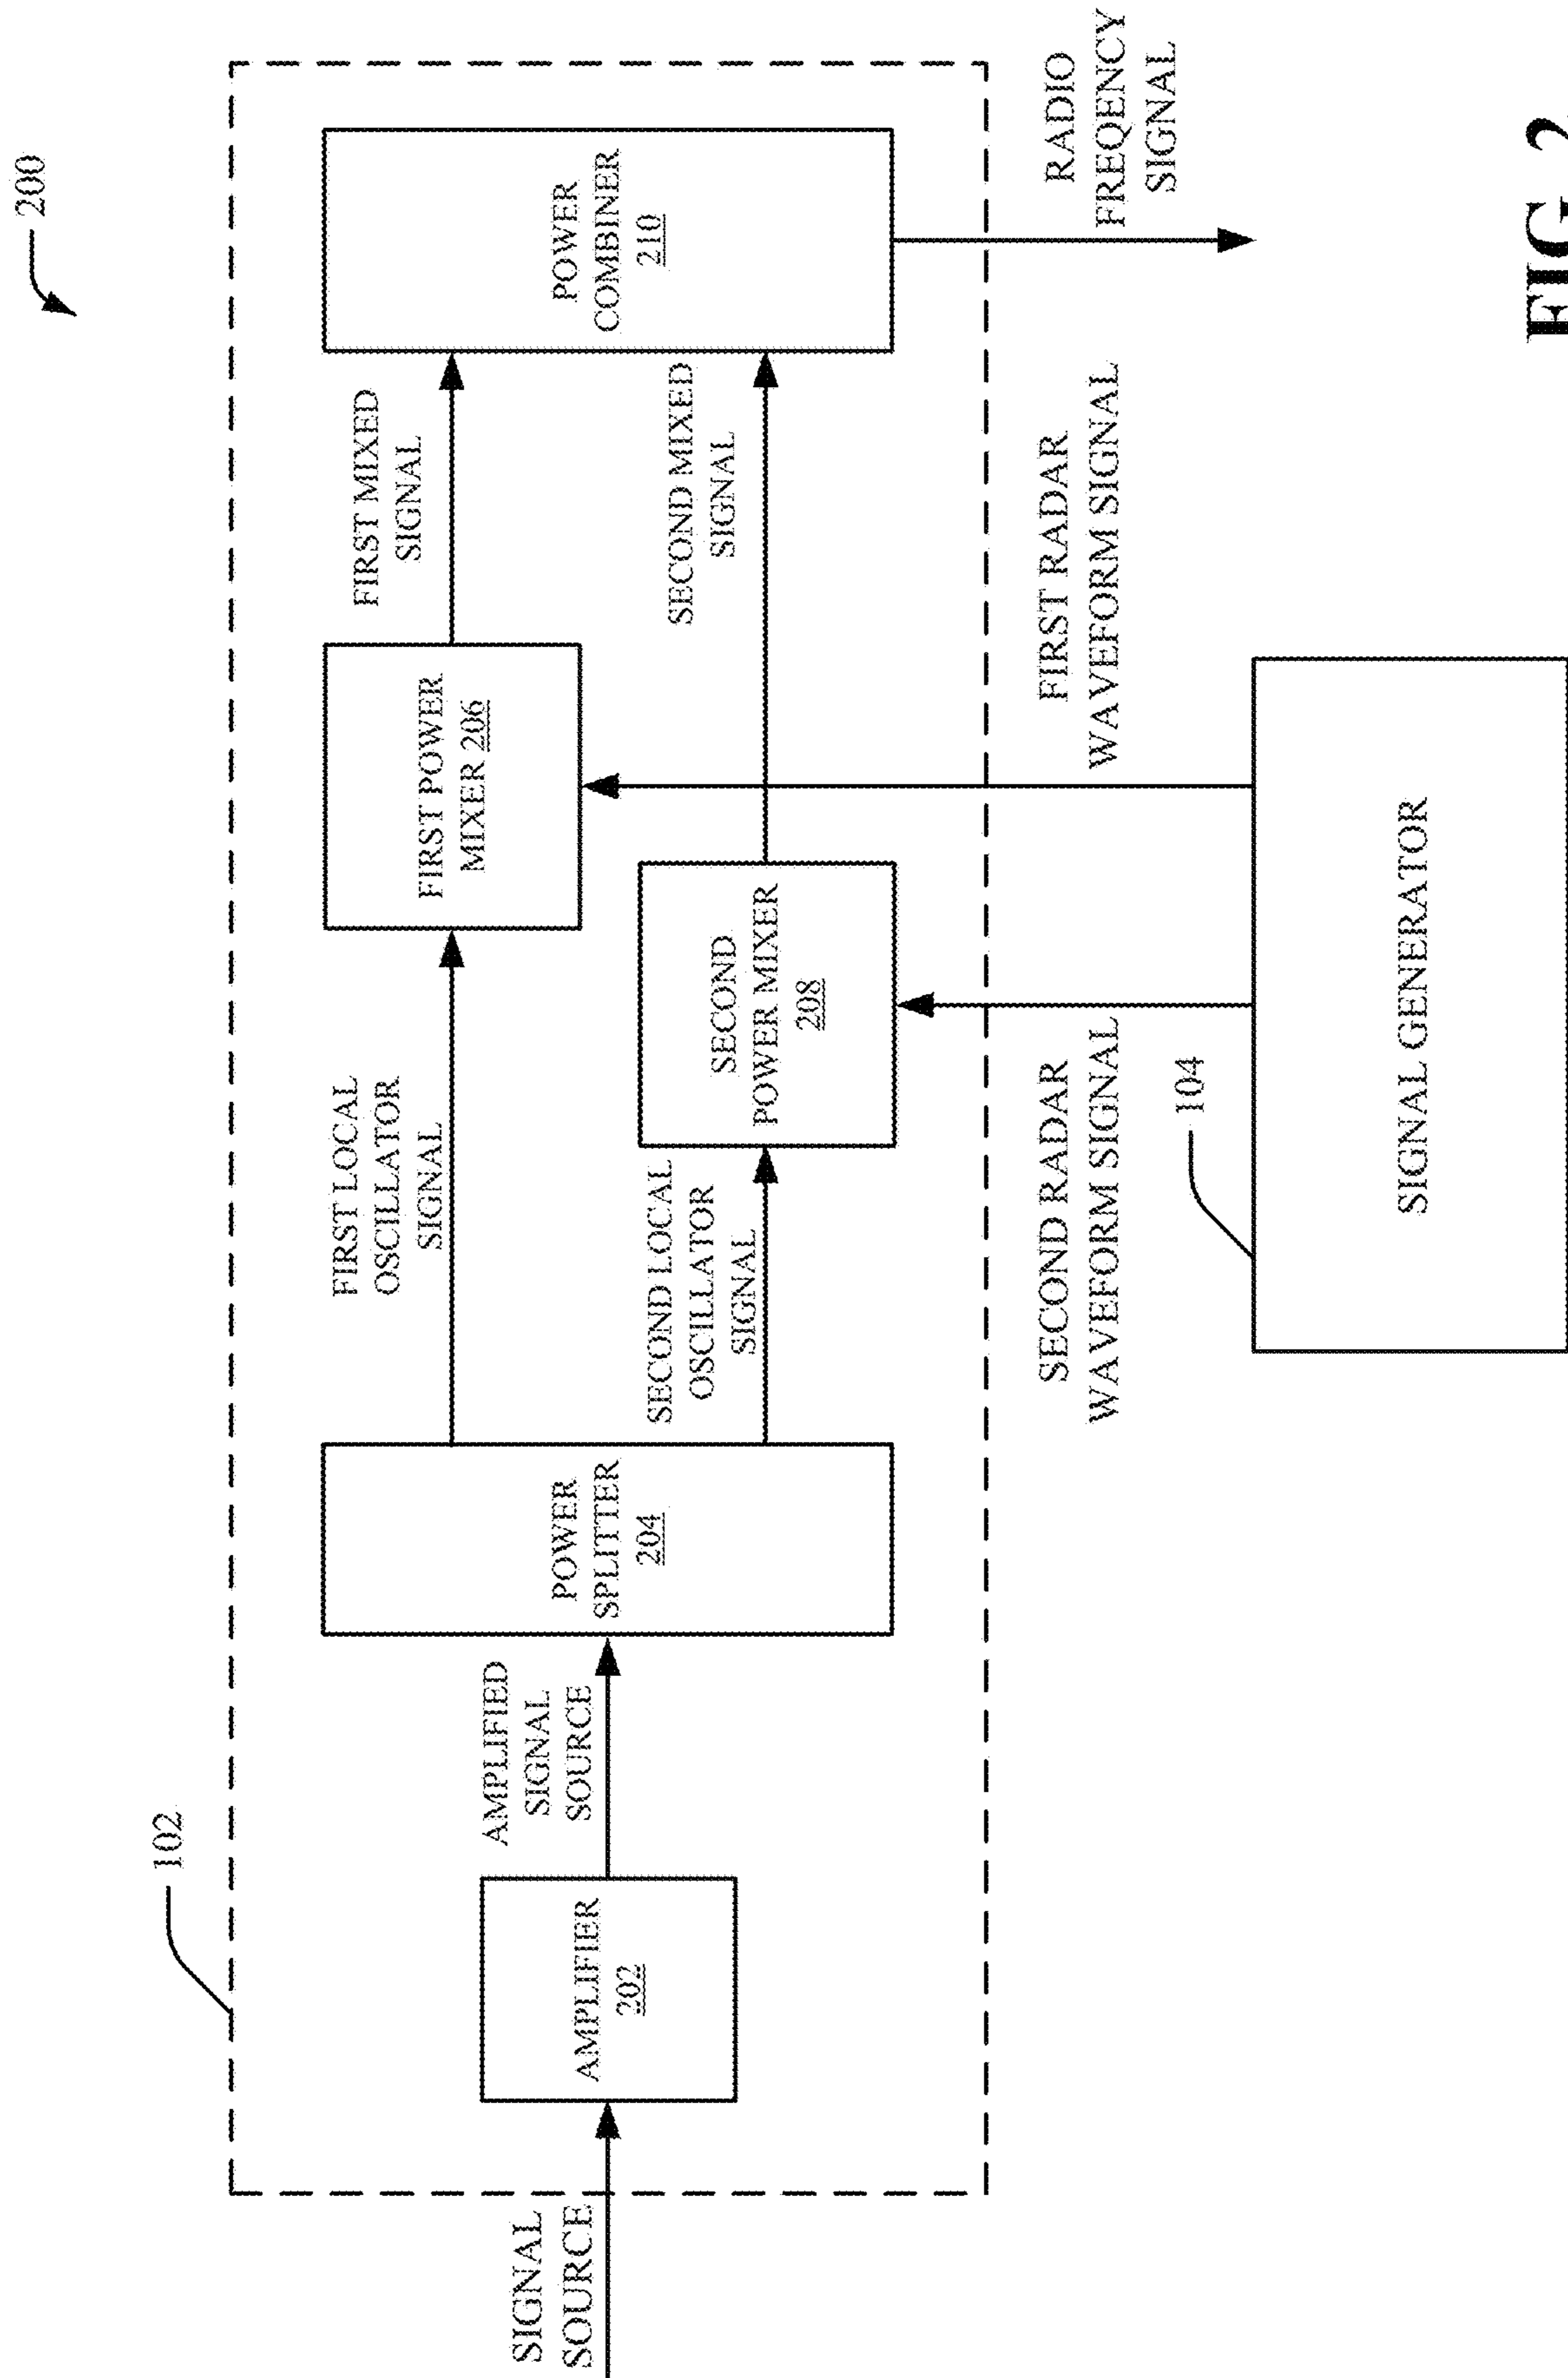 200
102
SIGNAL
SOURCE
AMPLIFIER
202
AMPLIFIED
SIGNAL
SOURCE
POWER
SPLITTER
204
FIRST LOCAL
OSCILLATOR
SIGNAL
SECOND LOCAL
OSCILLATOR
SIGNAL
FIRST POWER
MIXER 206
SECOND
POWER MIXER
208
FIRST MIXED
SIGNAL
SECOND MIXED
SIGNAL
POWER
COMBINER
210
SECOND RADAR
WAVEFORM SIGNAL
FIRST RADAR
WAVEFORM SIGNAL
RADIO
FREQENCY
SIGNAL
104
SIGNAL GENERATOR
FIG 2